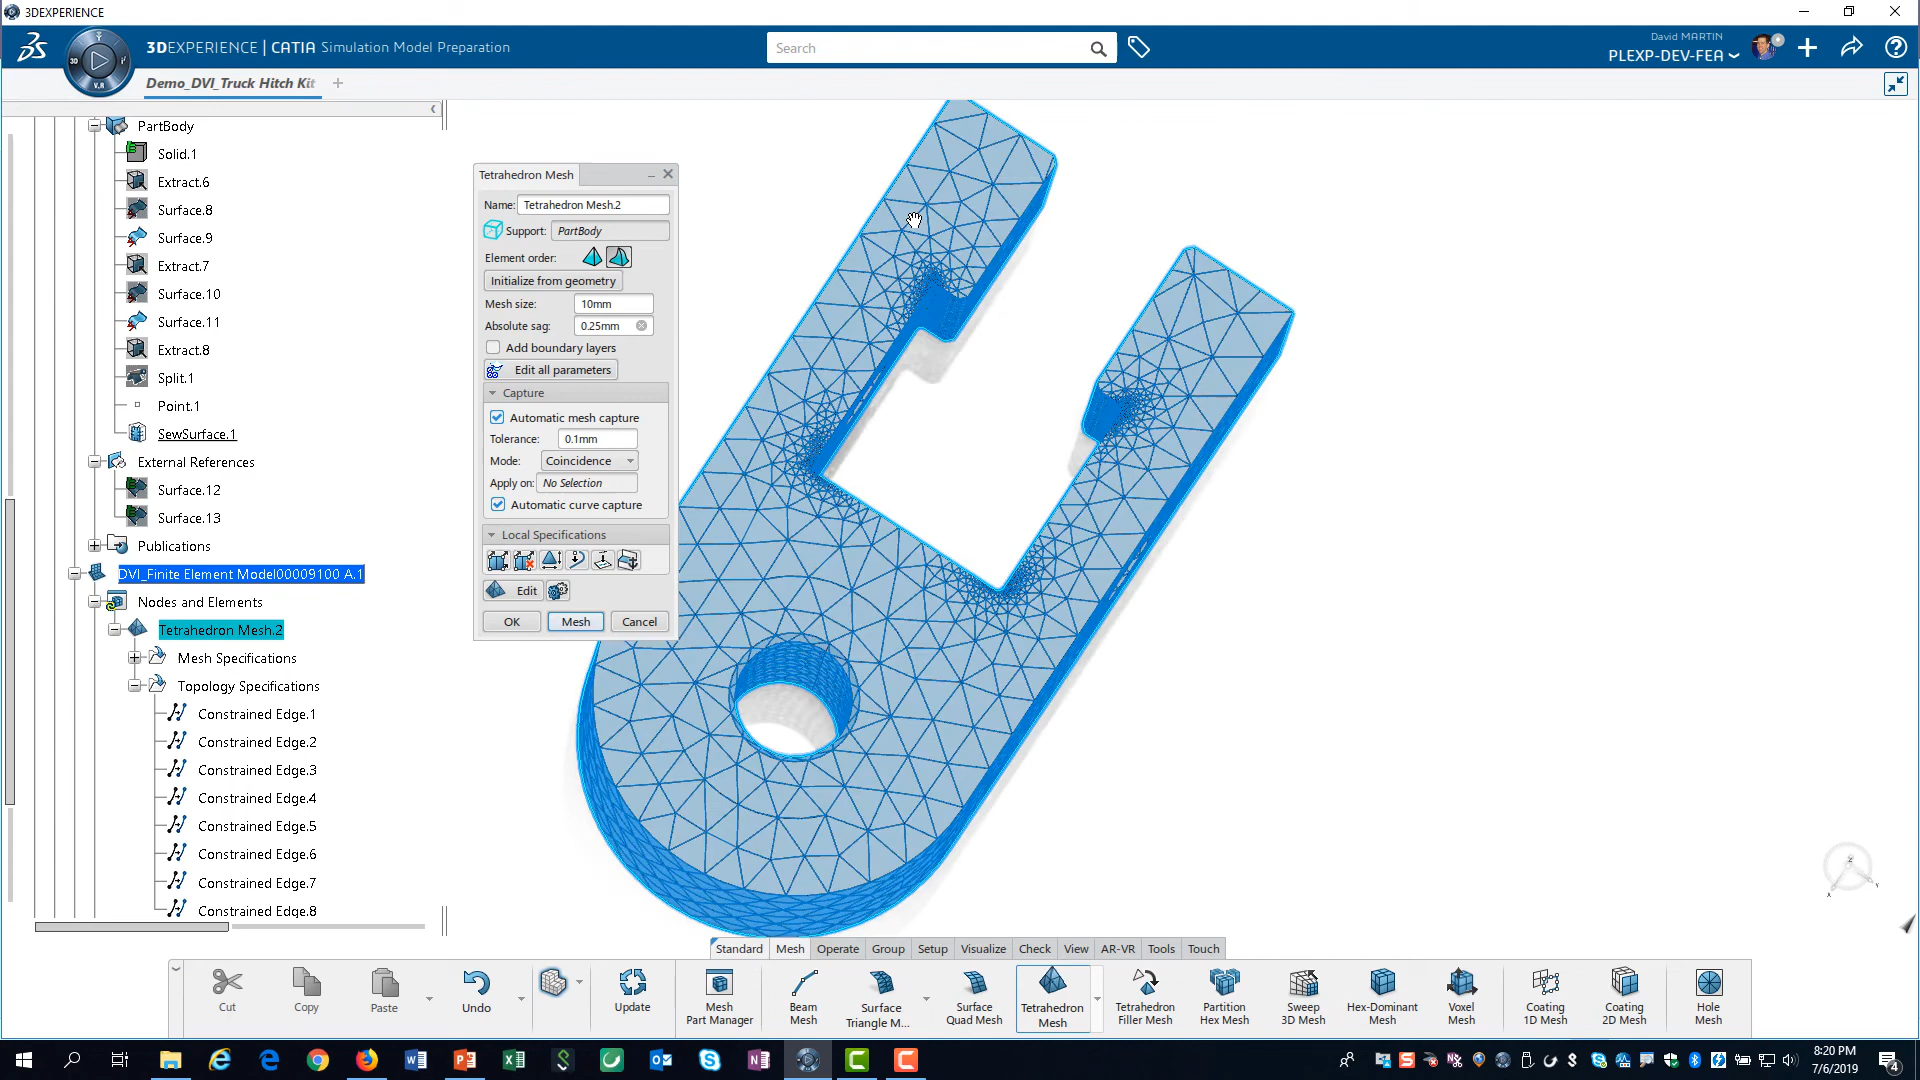 3DEXPERIENCE
3DEXPERIENCE | CATIA Simulation Model Preparation
Search
David MARTIN
PLEXP-DEV-FEA
3D
V.R
Demo_DVI_Truck Hitch Kit
PartBody
Solid.1
Extract.6
Surface.8
Surface.9
Extract.7
Surface.10
Surface.11
Extract.8
Split.1
Point.1
SewSurface.1
External References
Surface.12
Surface.13
Publications
DVI_Finite Element Model00009100 A.1
Nodes and Elements
Tetrahedron Mesh.2
Mesh Specifications
Topology Specifications
Constrained Edge.1
Constrained Edge.2
Constrained Edge.3
Constrained Edge.4
Constrained Edge.5
Constrained Edge.6
Constrained Edge.7
Constrained Edge.8
Tetrahedron Mesh
Name: Tetrahedron Mesh.2
Support: PartBody
Element order:
Initialize from geometry
Mesh size: 10mm
Absolute sag: 0.25mm
Add boundary layers
Edit all parameters
Capture
Automatic mesh capture
Tolerance: 0.1mm
Mode: Coincidence
Apply on: No Selection
Automatic curve capture
Local Specifications
Edit
OK Mesh Cancel
Z
X Y
Standard Mesh Operate Group Setup Visualize Check View AR-VR Tools Touch
Cut
Copy
Paste
Undo
Update
Mesh
Part Manager
Beam
Mesh
Surface
Triangle M...
Surface
Quad Mesh
Tetrahedron
Mesh
Tetrahedron
Filler Mesh
Partition
Hex Mesh
Sweep
3D Mesh
Hex-Dominant
Mesh
Voxel
Mesh
Coating
1D Mesh
Coating
2D Mesh
Hole
Mesh
8:20 PM
7/6/2019
4